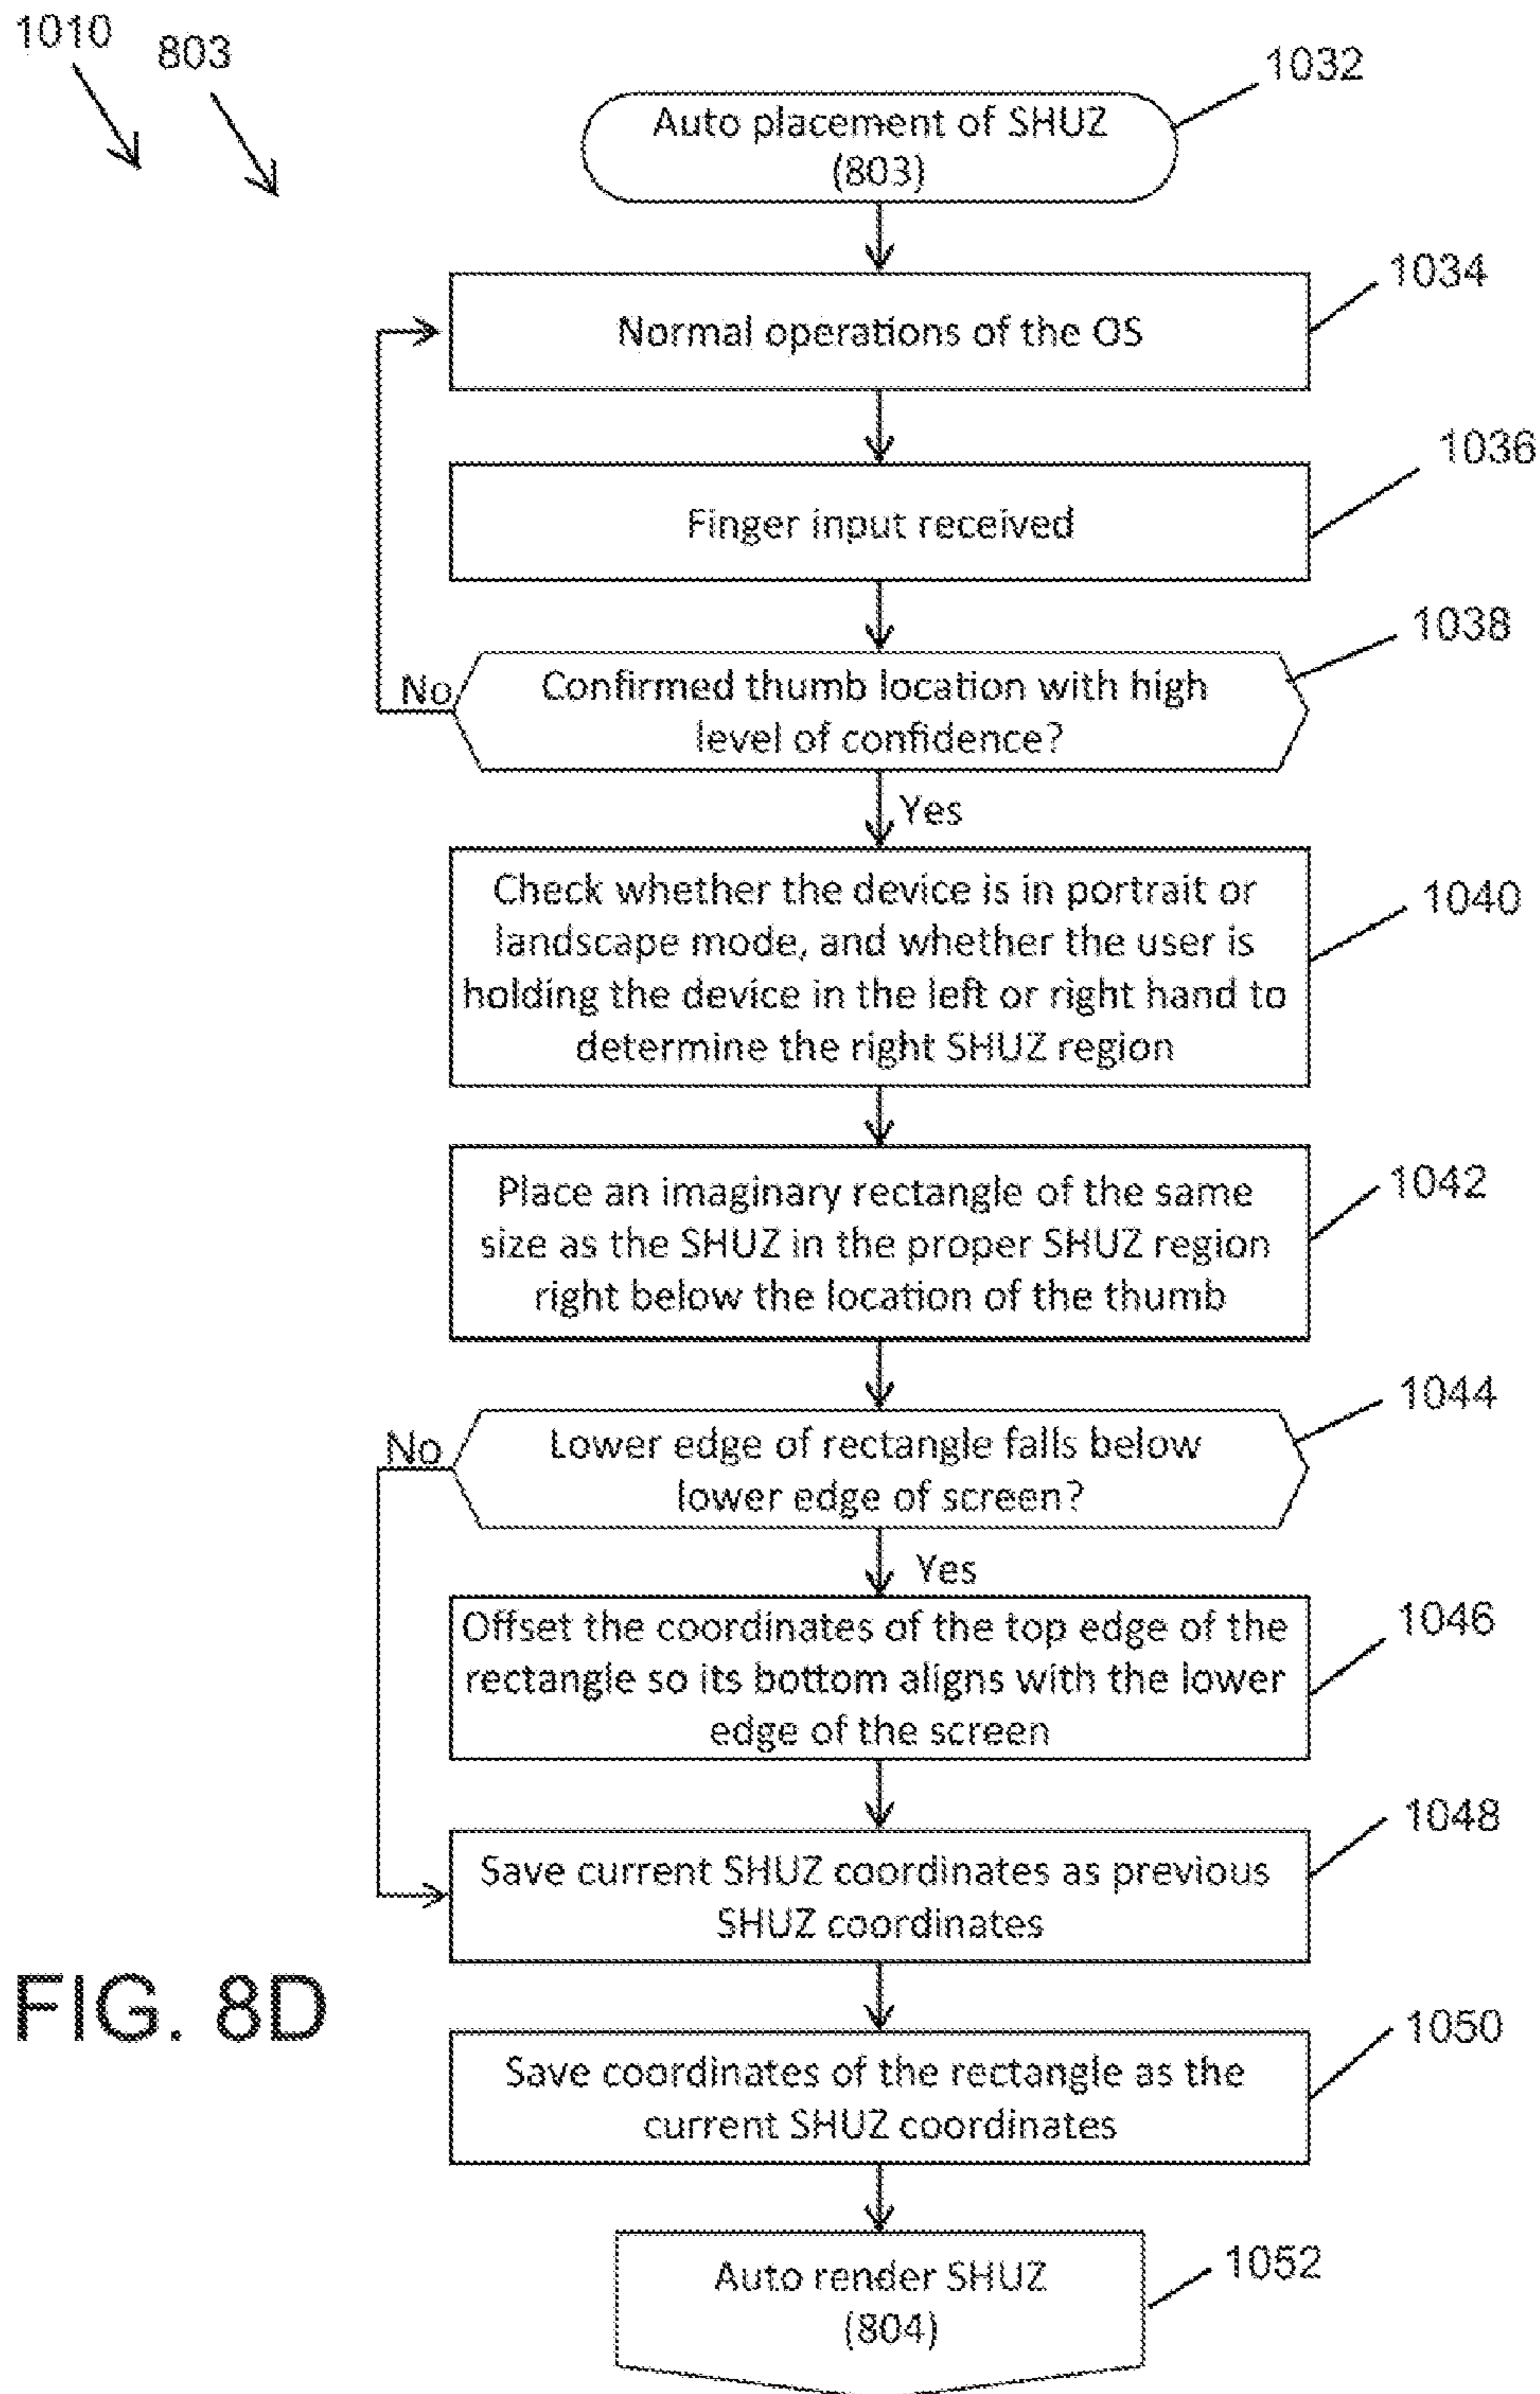 1010
803
1032
Auto placement of SHUZ
(803)
1034
Normal operations of the OS
1036
Finger input received
1038
No
Confirmed thumb location with high
level of confidence?
Yes
1040
Check whether the device is in portrait or
landscape mode, and whether the user is
holding the device in the left or right hand to
determine the right SHUZ region
1042
Place an imaginary rectangle of the same
size as the SHUZ in the proper SHUZ region
right below the location of the thumb
1044
No
Lower edge of rectangle falls below
lower edge of screen?
Yes
1046
Offset the coordinates of the top edge of the
rectangle so its bottom aligns with the lower
edge of the screen
1048
Save current SHUZ coordinates as previous
SHUZ coordinates
FIG. 8D
1050
Save coordinates of the rectangle as the
current SHUZ coordinates
1052
Auto render SHUZ
(804)